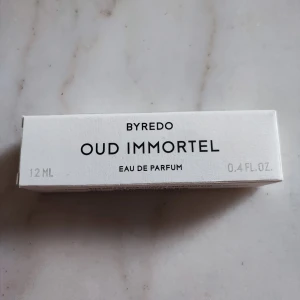 BYREDO
OUD IMMORTEL
EAU DE PARFUM
12 ML 0.4 FL.OZ.